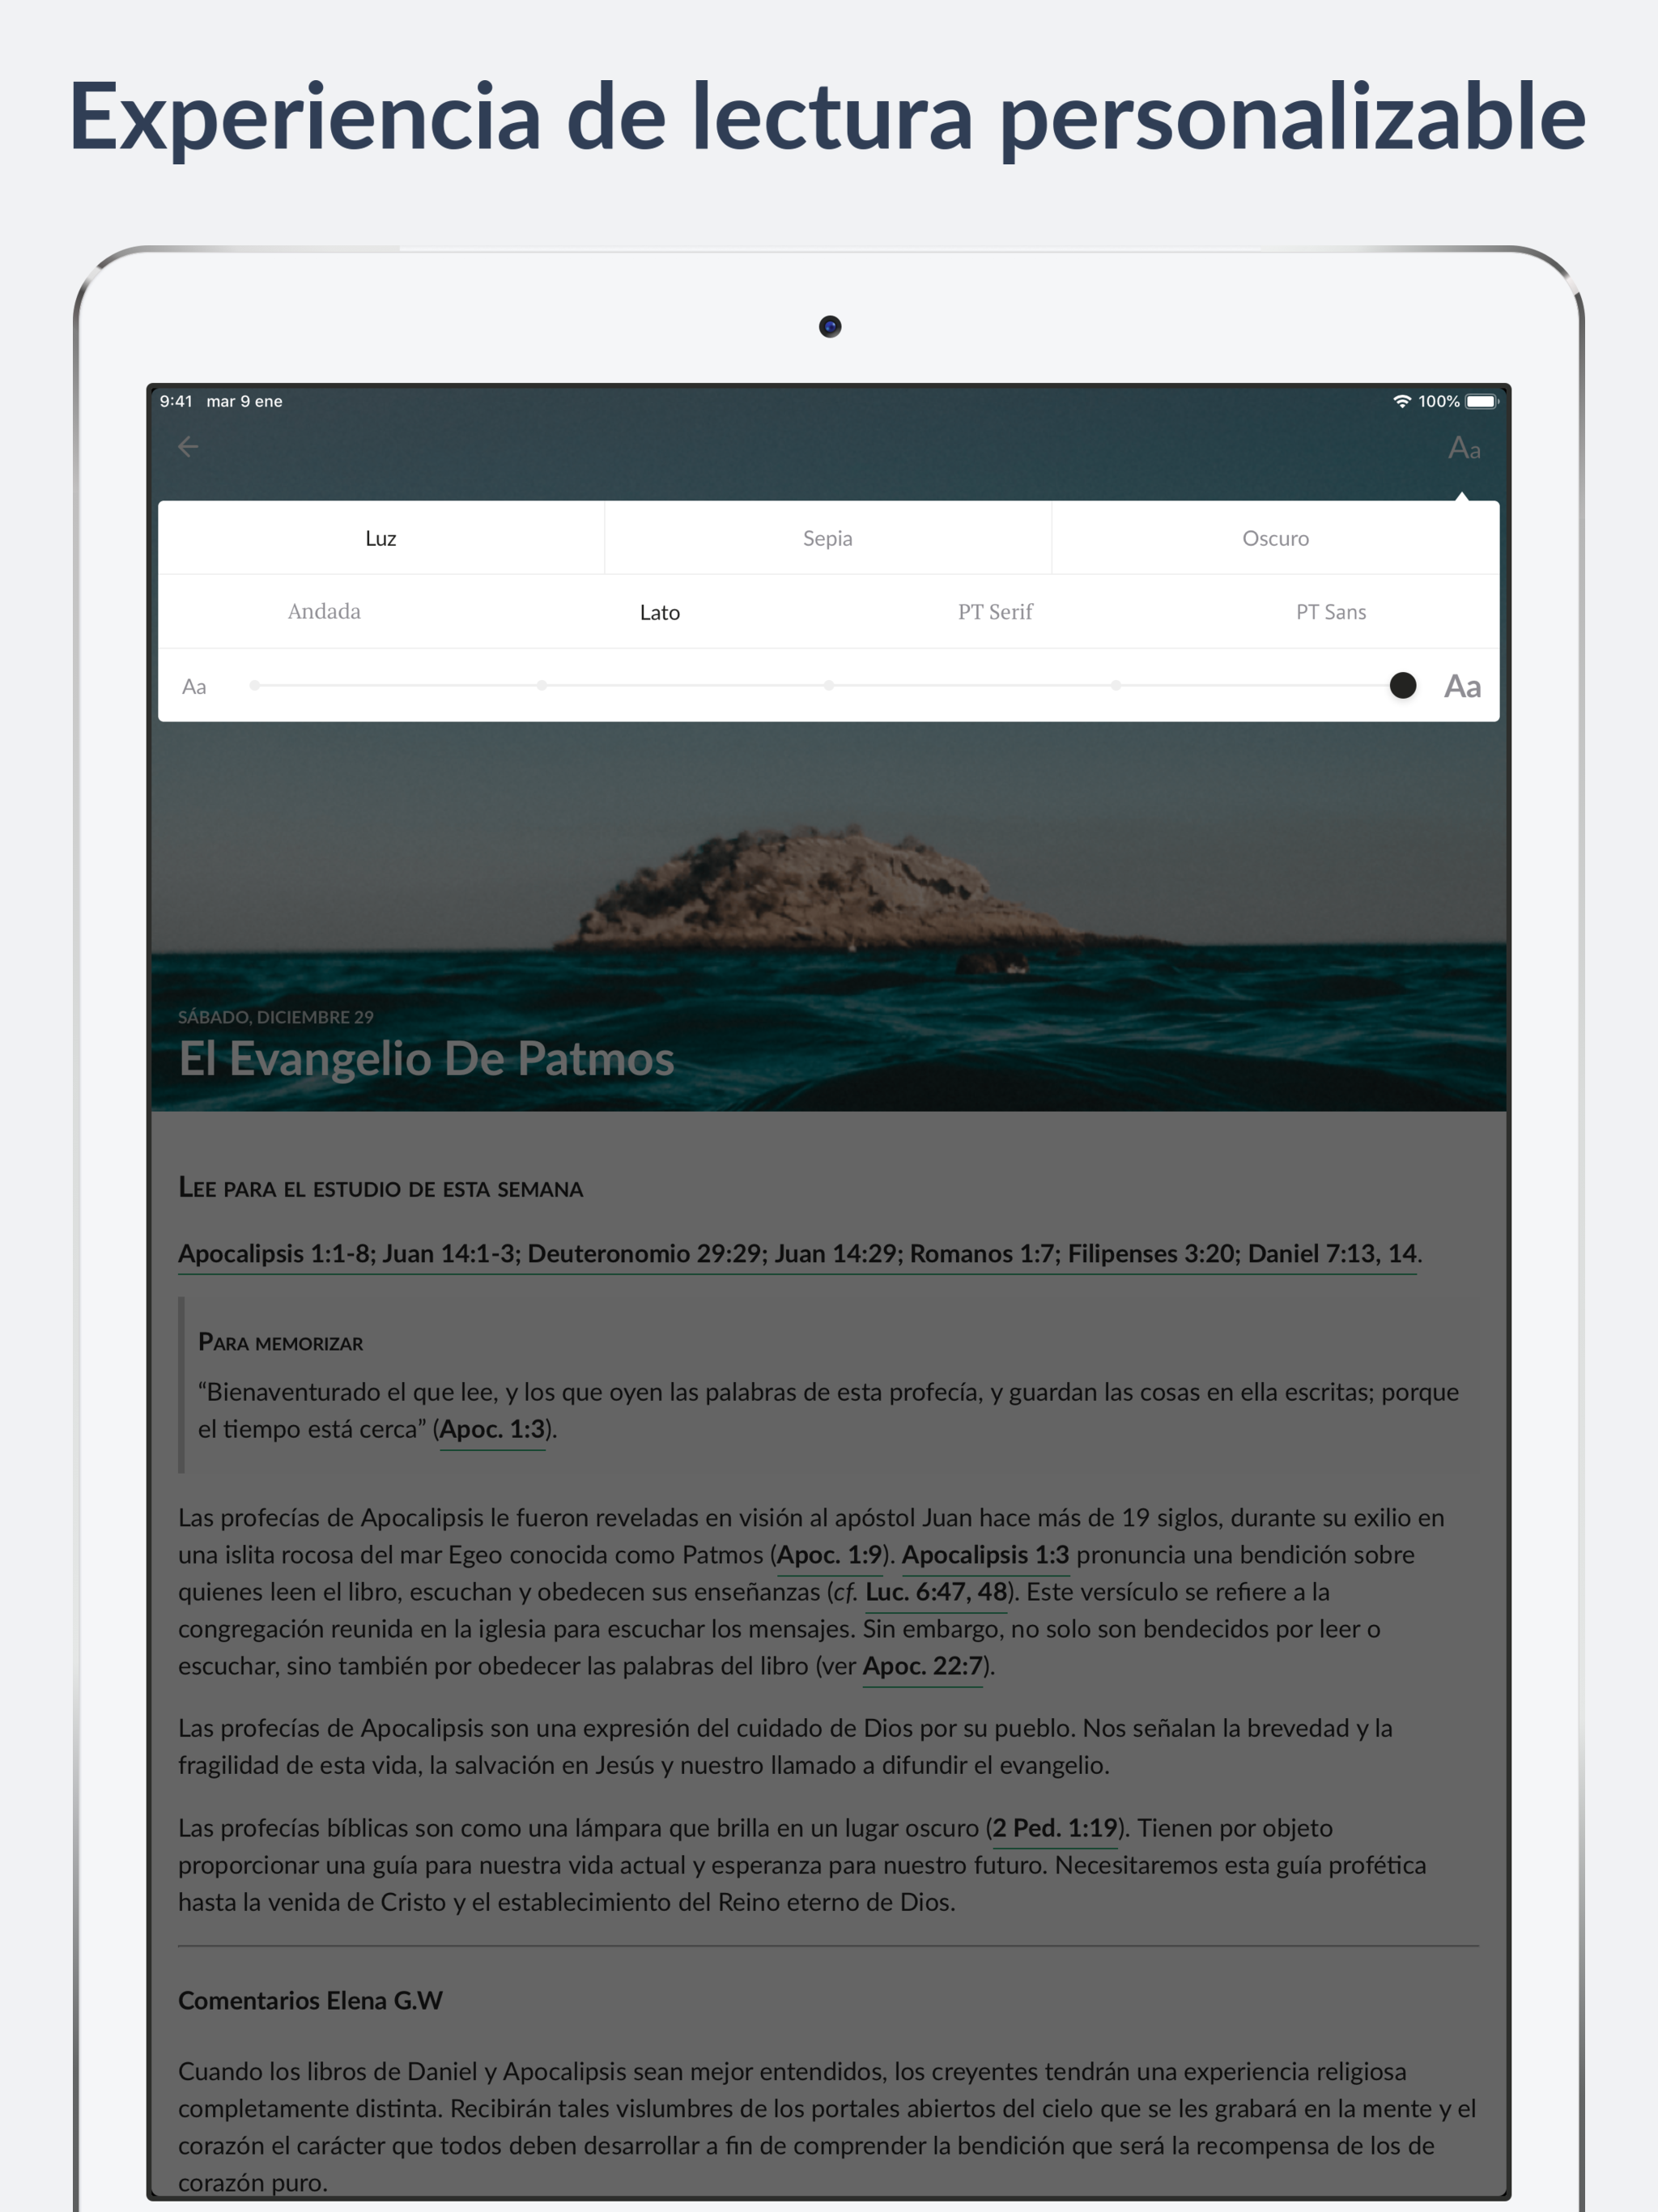 Experiencia de lectura personalizable
9:41 mar 9 ene 100%
Aa
Luz Sepia Oscuro
Andada Lato PT Serif PT Sans
Aa Aa
SÁBADO, DICIEMBRE 29
El Evangelio De Patmos
LEE PARA EL ESTUDIO DE ESTA SEMANA
Apocalipsis 1:1-8; Juan 14:1-3; Deuteronomio 29:29; Juan 14:29; Romanos 1:7; Filipenses 3:20; Daniel 7:13, 14.
PARA MEMORIZAR
“Bienaventurado el que lee, y los que oyen las palabras de esta profecía, y guardan las cosas en ella escritas; porque
el tiempo está cerca” (Apoc. 1:3).
Las profecías de Apocalipsis le fueron reveladas en visión al apóstol Juan hace más de 19 siglos, durante su exilio en
una islita rocosa del mar Egeo conocida como Patmos (Apoc. 1:9). Apocalipsis 1:3 pronuncia una bendición sobre
quienes leen el libro, escuchan y obedecen sus enseñanzas (cf. Luc. 6:47, 48). Este versículo se refiere a la
congregación reunida en la iglesia para escuchar los mensajes. Sin embargo, no solo son bendecidos por leer o
escuchar, sino también por obedecer las palabras del libro (ver Apoc. 22:7).
Las profecías de Apocalipsis son una expresión del cuidado de Dios por su pueblo. Nos señalan la brevedad y la
fragilidad de esta vida, la salvación en Jesús y nuestro llamado a difundir el evangelio.
Las profecías bíblicas son como una lámpara que brilla en un lugar oscuro (2 Ped. 1:19). Tienen por objeto
proporcionar una guía para nuestra vida actual y esperanza para nuestro futuro. Necesitaremos esta guía profética
hasta la venida de Cristo y el establecimiento del Reino eterno de Dios.
Comentarios Elena G.W
Cuando los libros de Daniel y Apocalipsis sean mejor entendidos, los creyentes tendrán una experiencia religiosa
completamente distinta. Recibirán tales vislumbres de los portales abiertos del cielo que se les grabará en la mente y el
corazón el carácter que todos deben desarrollar a fin de comprender la bendición que será la recompensa de los de
corazón puro.